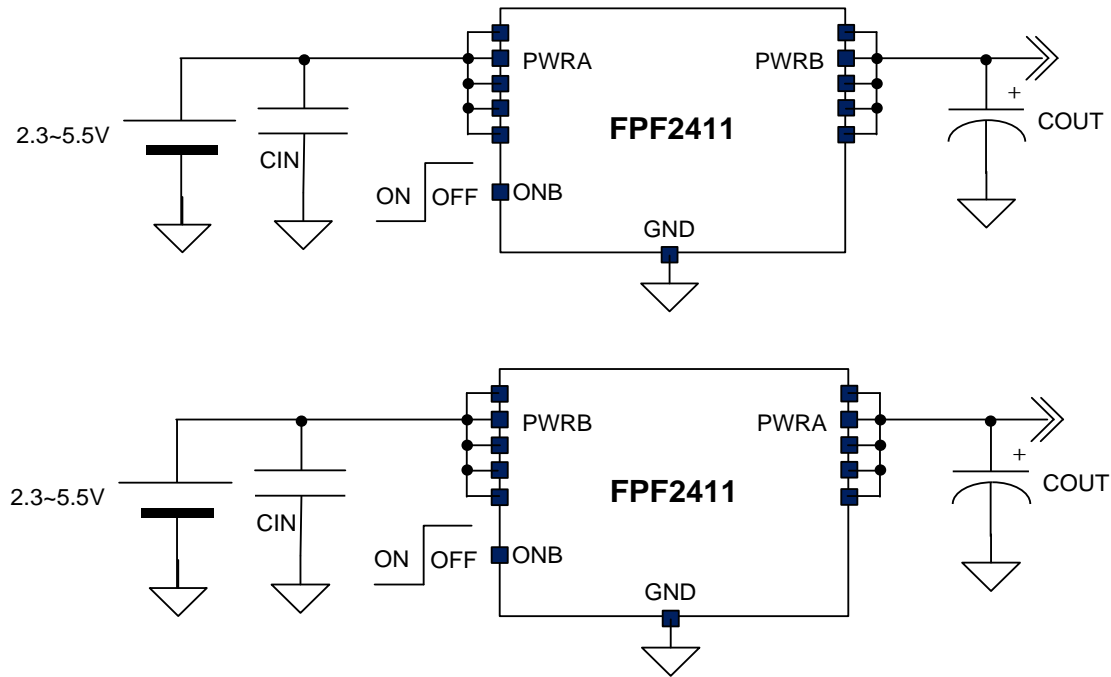 PWRA PWRB
+
2.3~5.5V FPF2411 COUT
CIN
ON OFF ONB
GND
PWRB PWRA
+
2.3~5.5V FPF2411 COUT
CIN
ON OFF ONB
GND